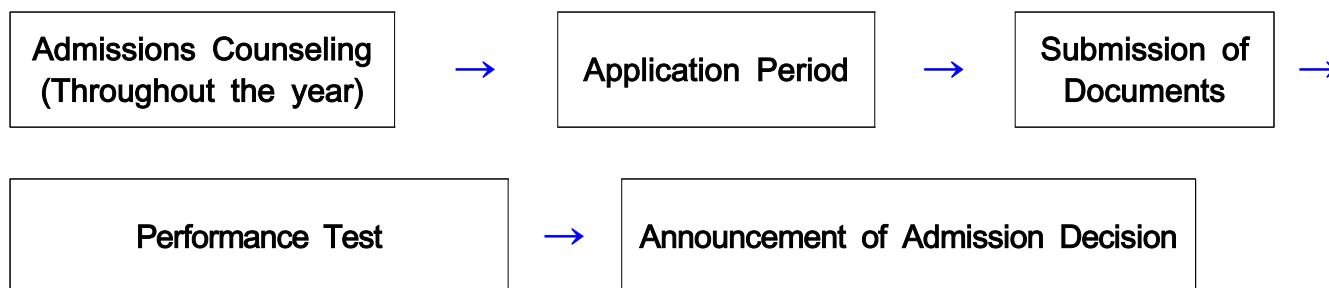 Admissions Counseling
(Throughout the year)
→
Application Period
→
Submission of
Documents
→
Performance Test
→
Announcement of Admission Decision